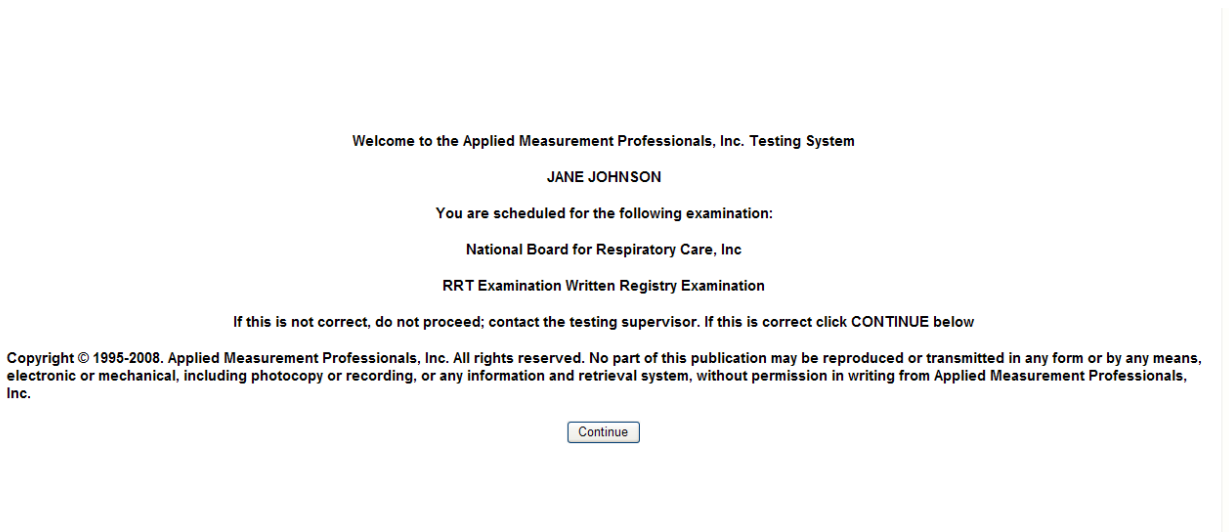 Welcome to the Applied Measurement Professionals, Inc. Testing System
JANE JOHNSON
You are scheduled for the following examination:
National Board for Respiratory Care, Inc
RRT Examination Written Registry Examination
If this is not correct, do not proceed; contact the testing supervisor. If this is correct click CONTINUE below
Copyright © 1995-2008. Applied Measurement Professionals, Inc. All rights reserved. No part of this publication may be reproduced or transmitted in any form or by any means,
electronic or mechanical, including photocopy or recording, or any information and retrieval system, without permission in writing from Applied Measurement Professionals,
Inc.
Continue